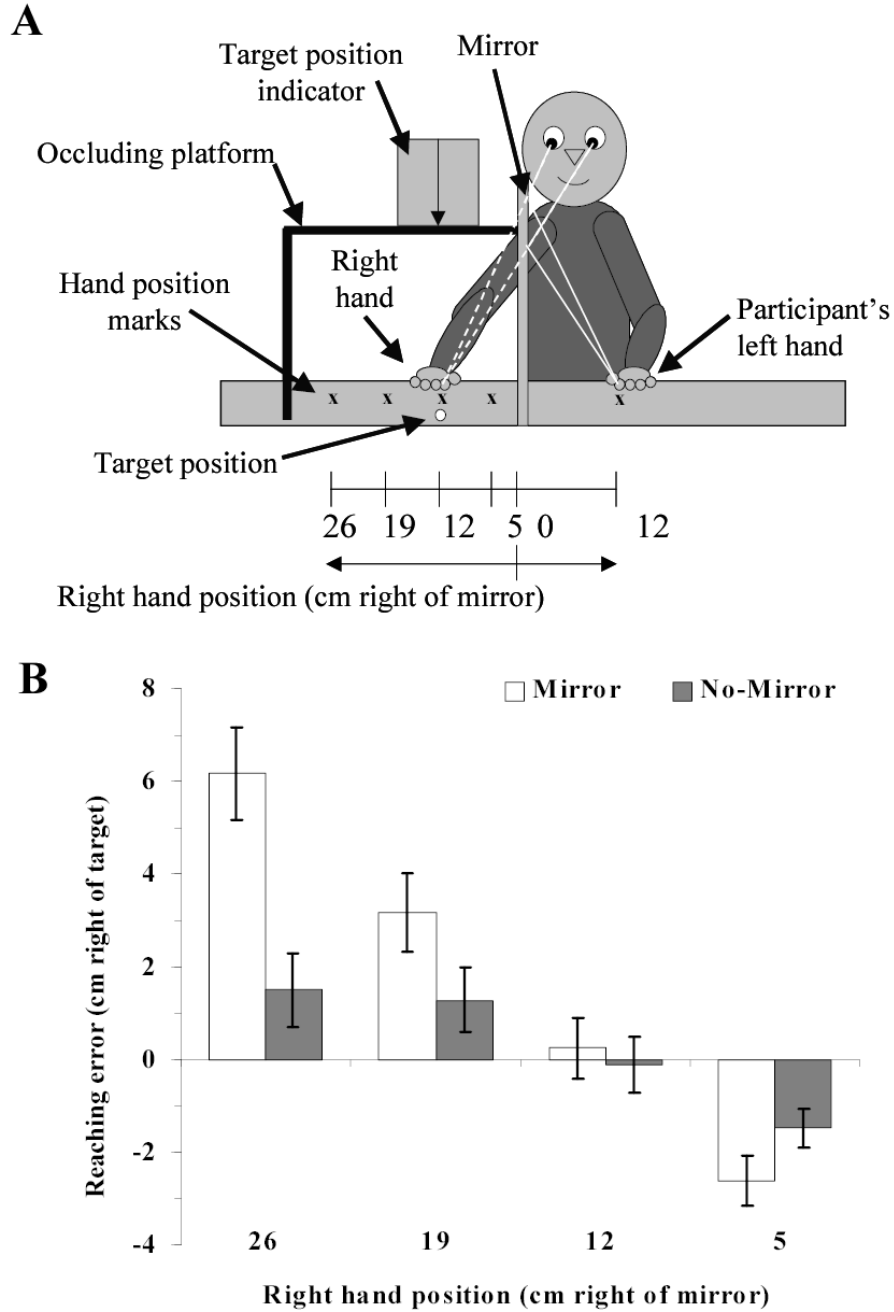 A
Target position
indicator
Mirror
Occluding platform
Right
hand
Hand position
marks
Participant's
left hand
x x x x x
Target position
26 19 12 5 0 12
Right hand position (cm right of mirror)
B
Mirror No-Mirror
Reaching error (cm right of target)
8
6
4
2
0
-2
-4
26 19 12 5
Right hand position (cm right of mirror)